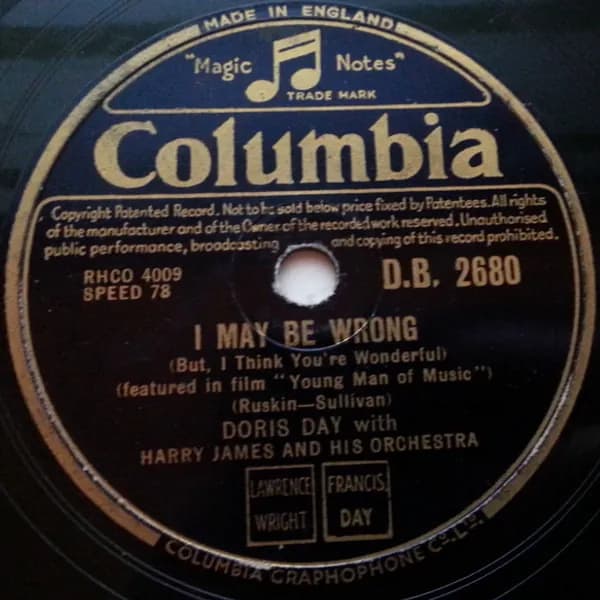 MADE IN ENGLAND
"Magic Notes"
TRADE MARK
Columbia
Copyright Patented Record. Not to be sold below price fixed by Patentees. All rights
of the manufacturer and of the Owner of the recorded work reserved. Unauthorised
public performance, broadcasting and copying of this record prohibited.
RHCO 4009
SPEED 78
D.B. 2680
I MAY BE WRONG
(But, I Think You're Wonderful)
(featured in film "Young Man of Music")
(Ruskin—Sullivan)
DORIS DAY with
HARRY JAMES AND HIS ORCHESTRA
LAWRENCE
WRIGHT
FRANCIS,
DAY
COLUMBIA GRAPHOPHONE Co. LTD.